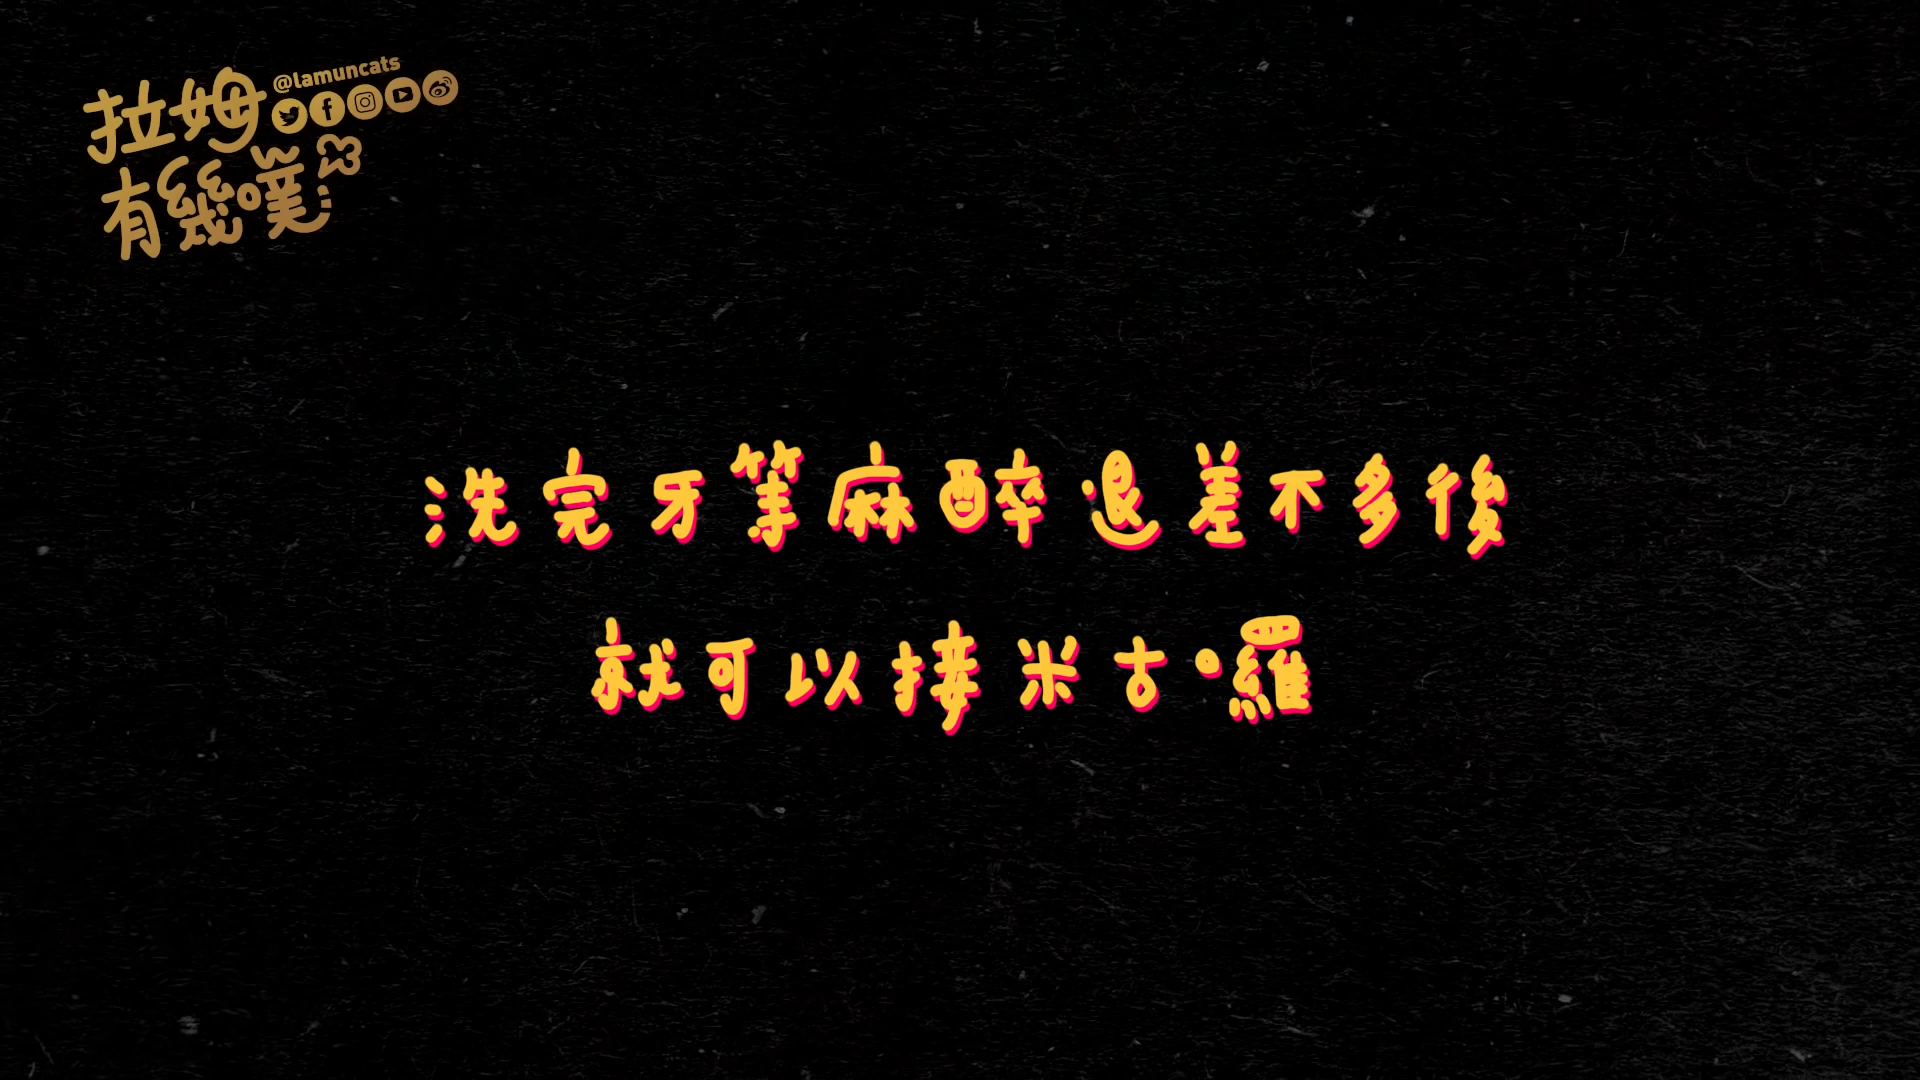 @lamuncats
拉姆
有幾噗
洗完牙等麻醉退差不多後
就可以接米古囉